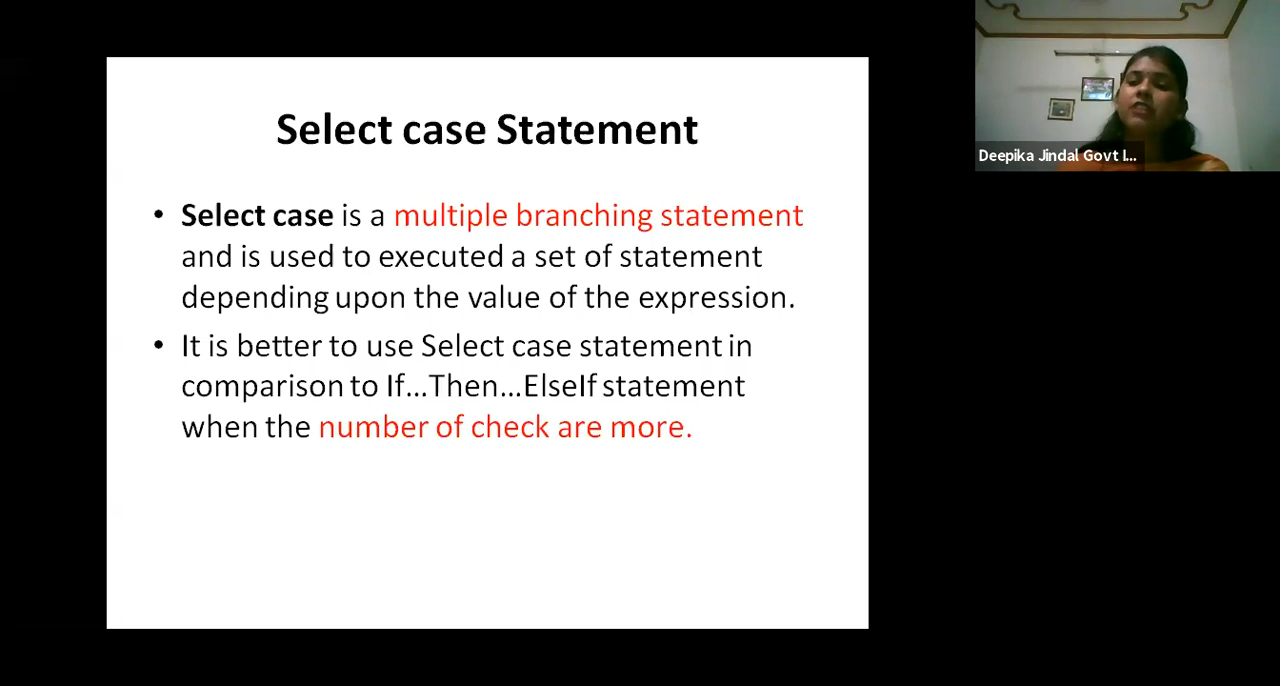 Select case Statement
• Select case is a multiple branching statement
and is used to executed a set of statement
depending upon the value of the expression.
• It is better to use Select case statement in
comparison to If...Then...ElseIf statement
when the number of check are more.
Deepika Jindal Govt I...